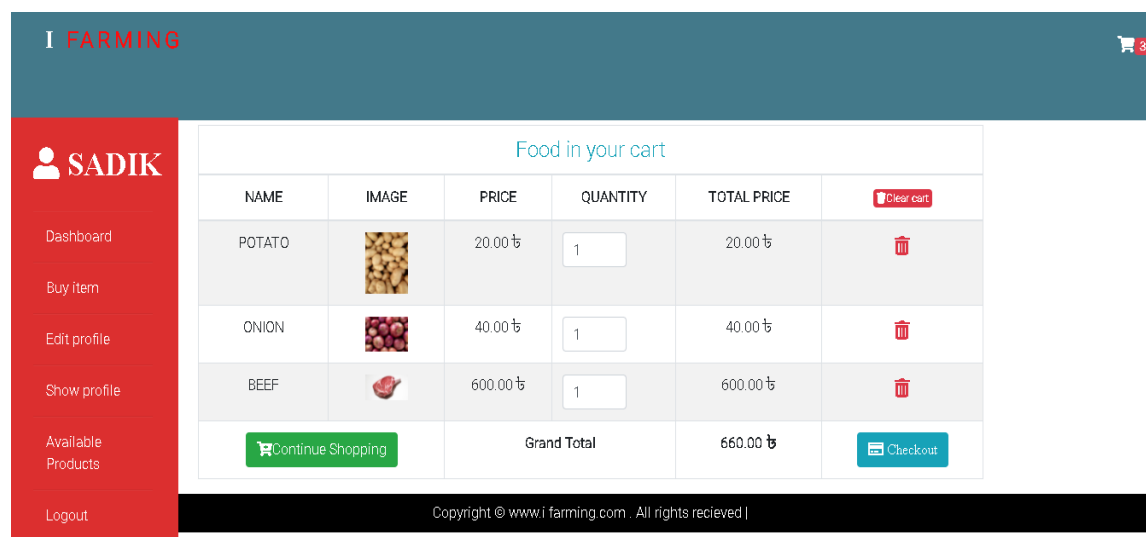 I FARMING
3
SADIK
Dashboard
Buy item
Edit profile
Show profile
Available
Products
Logout
Food in your cart
NAME IMAGE PRICE QUANTITY TOTAL PRICE Clear cart
POTATO 20.00 ৳ 1 20.00 ৳
ONION 40.00 ৳ 1 40.00 ৳
BEEF 600.00 ৳ 1 600.00 ৳
Continue Shopping Grand Total 660.00 ৳ Checkout
Copyright © www.i farming.com . All rights recieved |